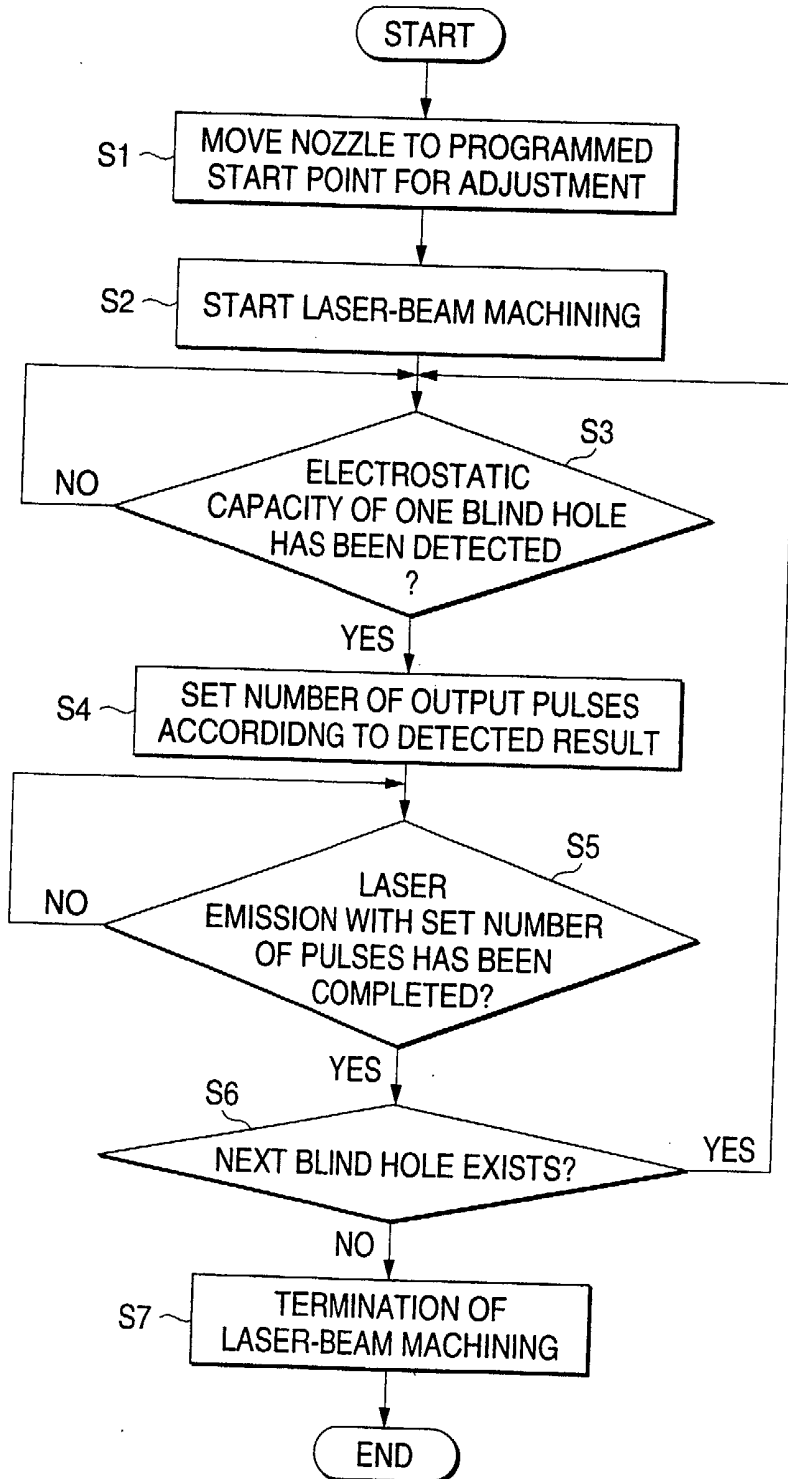 START
S1
MOVE NOZZLE TO PROGRAMMED
START POINT FOR ADJUSTMENT
S2
START LASER-BEAM MACHINING
S3
ELECTROSTATIC
CAPACITY OF ONE BLIND HOLE
HAS BEEN DETECTED
?
NO
YES
S4
SET NUMBER OF OUTPUT PULSES
ACCORDIDNG TO DETECTED RESULT
S5
LASER
EMISSION WITH SET NUMBER
OF PULSES HAS BEEN
COMPLETED?
NO
YES
S6
NEXT BLIND HOLE EXISTS?
YES
NO
S7
TERMINATION OF
LASER-BEAM MACHINING
END